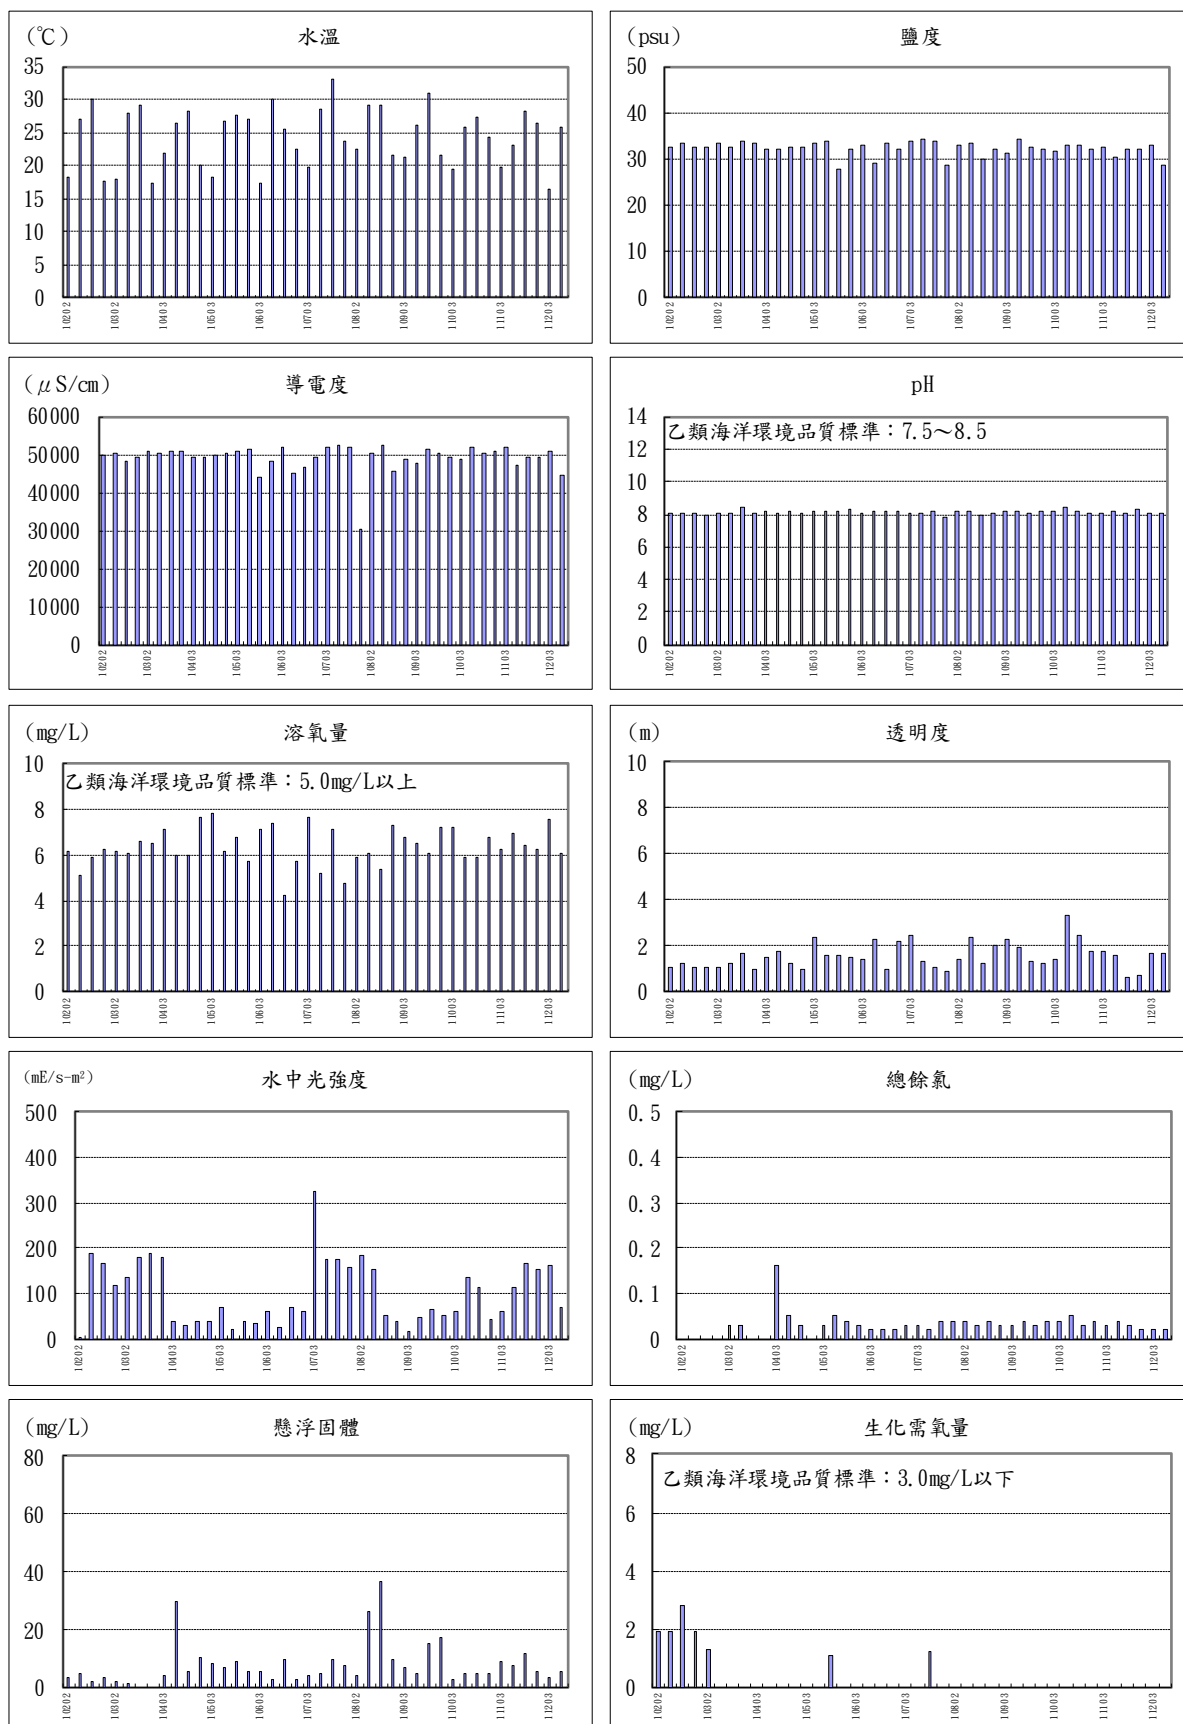 (℃) 水溫
35
30
25
20
15
10
5
0
10202 10302 10403 10503 10603 10703 10802 10903 11003 11103 11203
(psu) 鹽度
50
40
30
20
10
0
10202 10302 10403 10503 10603 10703 10802 10903 11003 11103 11203
(μS/cm) 導電度
60000
50000
40000
30000
20000
10000
0
10202 10302 10403 10503 10603 10703 10802 10903 11003 11103 11203
pH
乙類海洋環境品質標準：7.5～8.5
14
12
10
8
6
4
2
0
10202 10302 10403 10503 10603 10703 10802 10903 11003 11103 11203
(mg/L) 溶氧量
乙類海洋環境品質標準：5.0mg/L以上
10
8
6
4
2
0
10202 10302 10403 10503 10603 10703 10802 10903 11003 11103 11203
(m) 透明度
10
8
6
4
2
0
10202 10302 10403 10503 10603 10703 10802 10903 11003 11103 11203
(mE/s-m²) 水中光強度
500
400
300
200
100
0
10202 10302 10403 10503 10603 10703 10802 10903 11003 11103 11203
(mg/L) 總餘氯
0.5
0.4
0.3
0.2
0.1
0
10202 10302 10403 10503 10603 10703 10802 10903 11003 11103 11203
(mg/L) 懸浮固體
80
60
40
20
0
10202 10302 10403 10503 10603 10703 10802 10903 11003 11103 11203
(mg/L) 生化需氧量
乙類海洋環境品質標準：3.0mg/L以下
8
6
4
2
0
10202 10302 10403 10503 10603 10703 10802 10903 11003 11103 11203